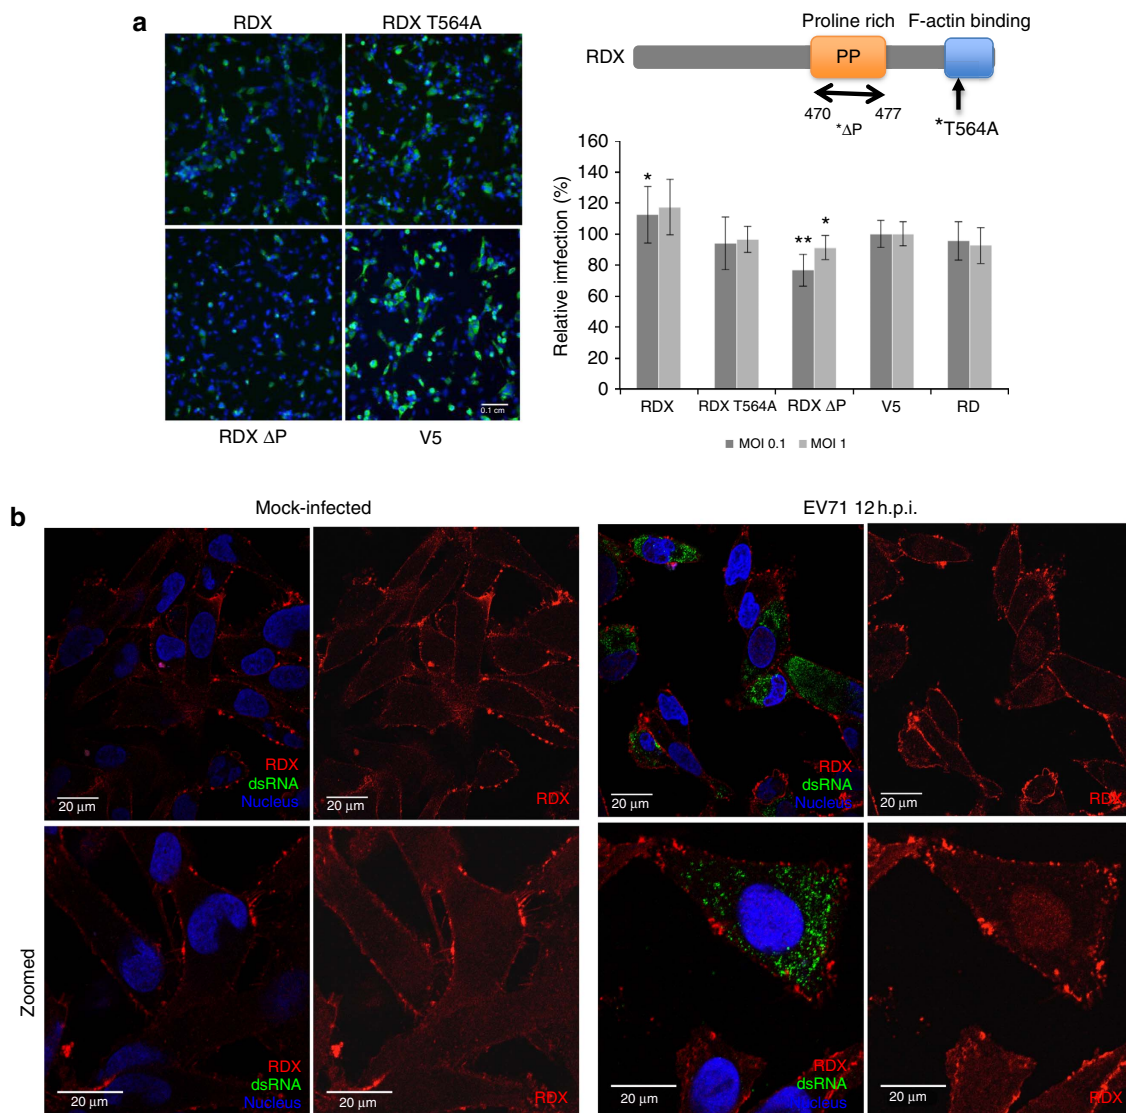 a
RDX
RDX T564A
RDX ΔP
V5
0.1 cm
Proline rich
F-actin binding
RDX
PP
470
477
*ΔP
*T564A
Relative imfection (%)
160
140
120
100
80
60
40
20
0
*
**
*
RDX
RDX T564A
RDX ΔP
V5
RD
MOI 0.1
MOI 1
b
Mock-infected
EV71 12 h.p.i.
RDX
dsRNA
Nucleus
20 μm
RDX
20 μm
RDX
dsRNA
Nucleus
20 μm
RDX
20 μm
Zoomed
RDX
dsRNA
Nucleus
20 μm
RDX
20 μm
RDX
dsRNA
Nucleus
20 μm
RDX
20 μm